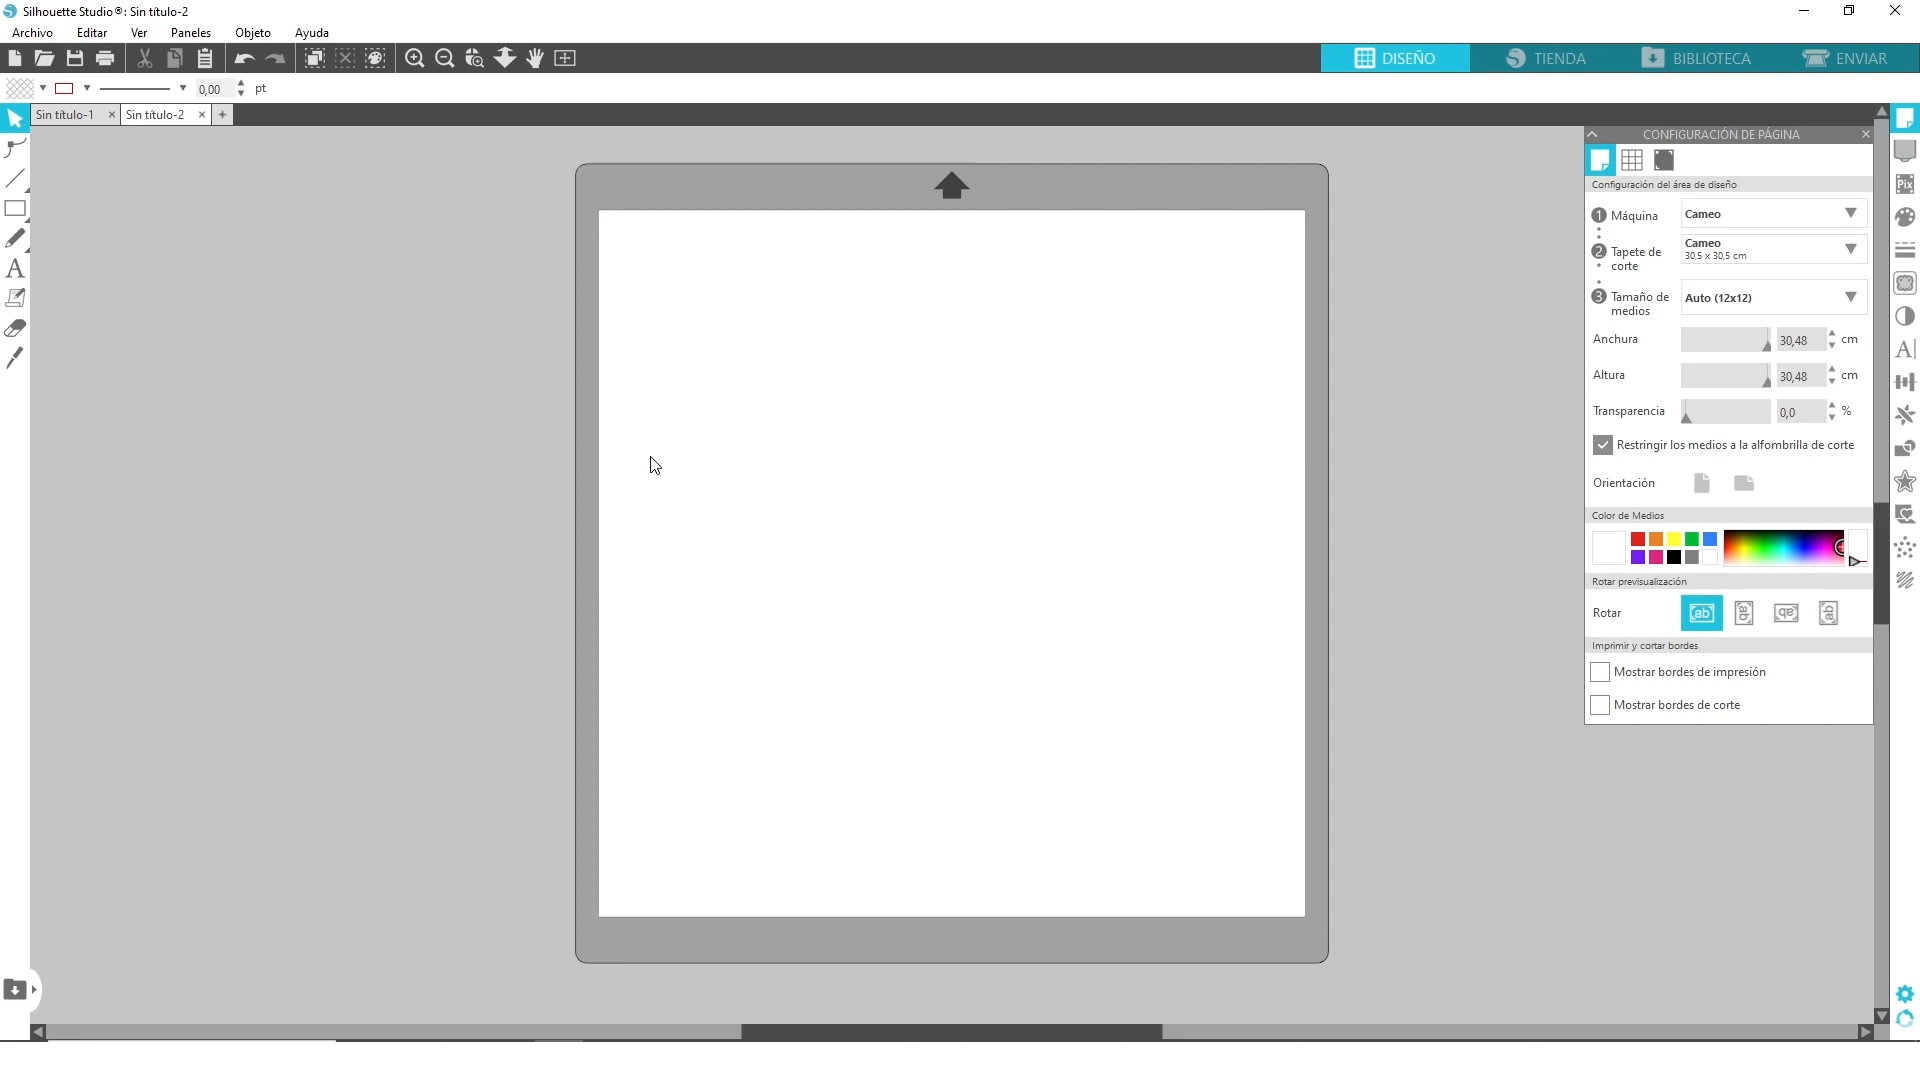 Silhouette Studio®: Sin título-2
Archivo Editar Ver Paneles Objeto Ayuda
DISEÑO TIENDA BIBLIOTECA ENVIAR
0,00 pt
Sin título-1 Sin título-2
CONFIGURACIÓN DE PÁGINA
Configuración del área de diseño
1 Máquina Cameo
2 Tapete de corte Cameo
30,5 x 30,5 cm
3 Tamaño de medios Auto (12x12)
Anchura 30,48 cm
Altura 30,48 cm
Transparencia 0,0 %
Restringir los medios a la alfombrilla de corte
Orientación
Color de Medios
Rotar previsualización
Rotar ab ab ab ab
Imprimir y cortar bordes
Mostrar bordes de impresión
Mostrar bordes de corte
Pix
A
A